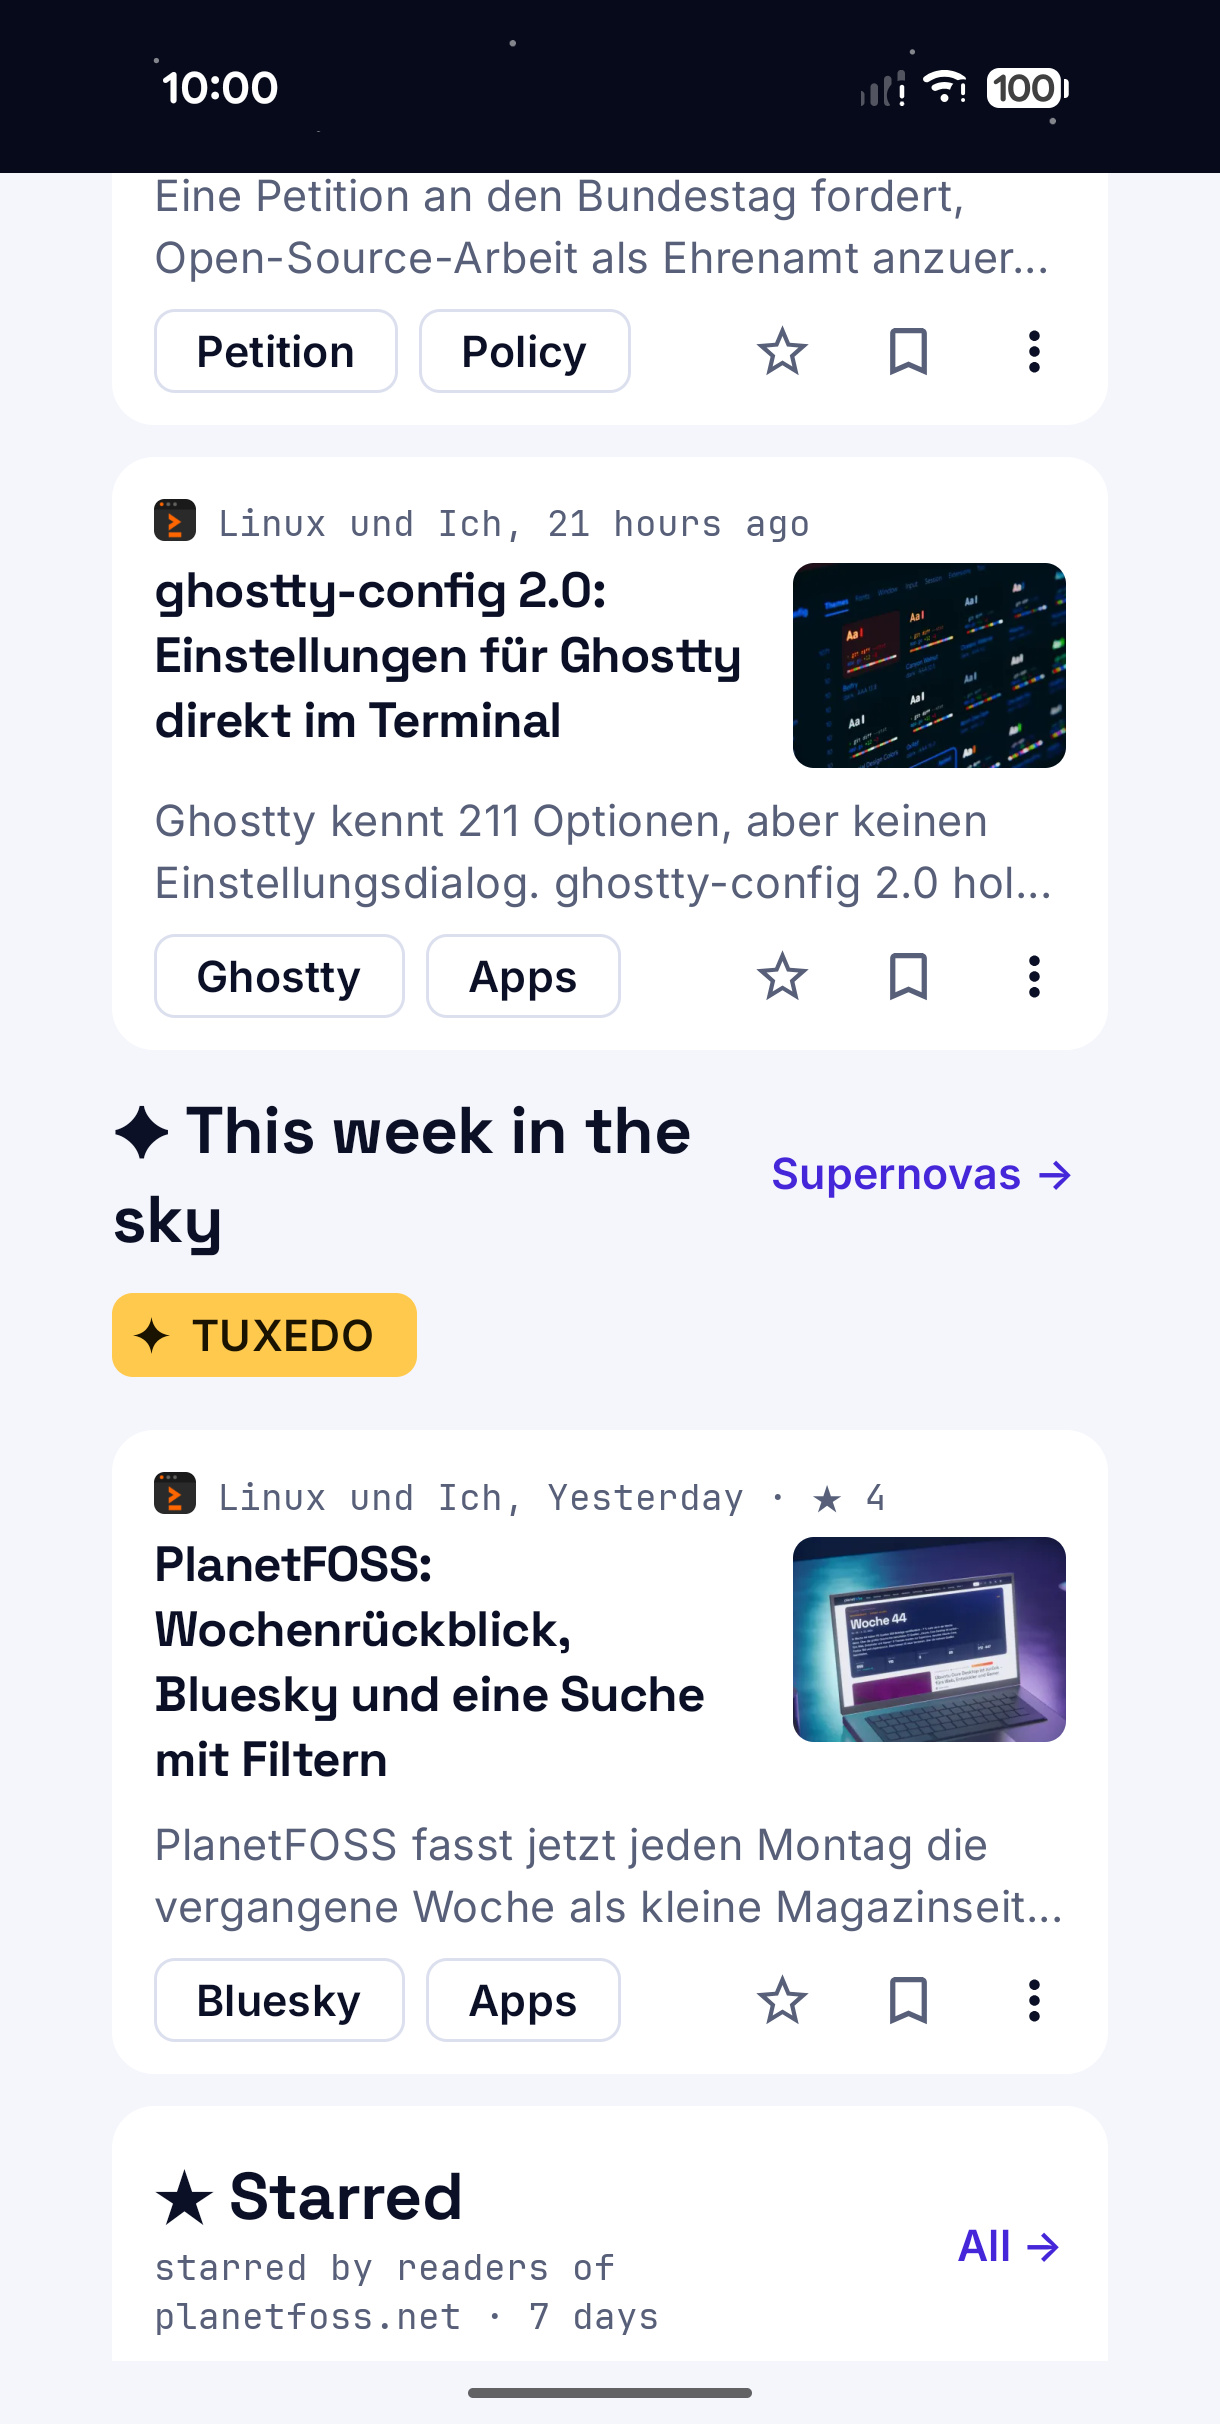 10:00
100
Eine Petition an den Bundestag fordert,
Open-Source-Arbeit als Ehrenamt anzuer...
Petition
Policy
Linux und Ich, 21 hours ago
ghostty-config 2.0:
Einstellungen für Ghostty
direkt im Terminal
Ghostty kennt 211 Optionen, aber keinen
Einstellungsdialog. ghostty-config 2.0 hol...
Ghostty
Apps
✦ This week in the
sky
Supernovas →
✦ TUXEDO
Linux und Ich, Yesterday · ★ 4
PlanetFOSS:
Wochenrückblick,
Bluesky und eine Suche
mit Filtern
Woche 44
PlanetFOSS fasst jetzt jeden Montag die
vergangene Woche als kleine Magazinseit...
Bluesky
Apps
★ Starred
All →
starred by readers of
planetfoss.net · 7 days